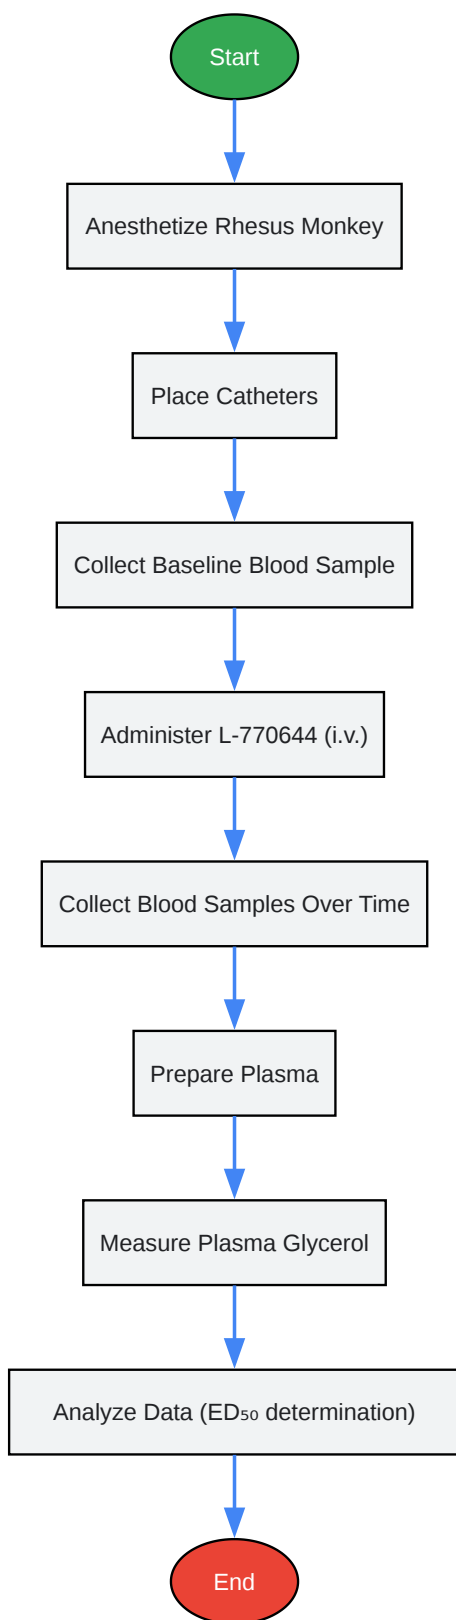 Start
Anesthetize Rhesus Monkey
Place Catheters
Collect Baseline Blood Sample
Administer L-770644 (i.v.)
Collect Blood Samples Over Time
Prepare Plasma
Measure Plasma Glycerol
Analyze Data (ED₅₀ determination)
End